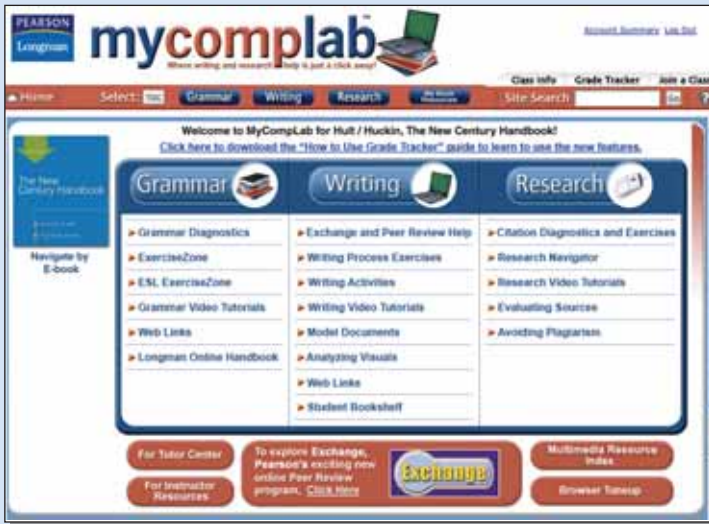 PEARSON
Longman
mycomplab™
Where writing and research help is just a click away!
Account Summary Log Out
Class Info Grade Tracker Join a Clas
Home Select: Grammar Writing Research Site Search Go ?
Welcome to MyCompLab for Hult / Huckin, The New Century Handbook!
Click here to download the "How to Use Grade Tracker" guide to learn to use the new features.
The New
Century Handbook
Navigate by
E-book
Grammar
Grammar Diagnostics
ExerciseZone
ESL ExerciseZone
Grammar Video Tutorials
Web Links
Longman Online Handbook
Writing
Exchange and Peer Review Help
Writing Process Exercises
Writing Activities
Writing Video Tutorials
Model Documents
Analyzing Visuals
Web Links
Student Bookshelf
Research
Citation Diagnostics and Exercises
Research Navigator
Research Video Tutorials
Evaluating Sources
Avoiding Plagiarism
For Tutor Center
For Instructor
Resources
To explore Exchange,
Pearson's exciting new
online Peer Review
program, Click Here
Exchange
Multimedia Resource
Index
Browser Tuneup